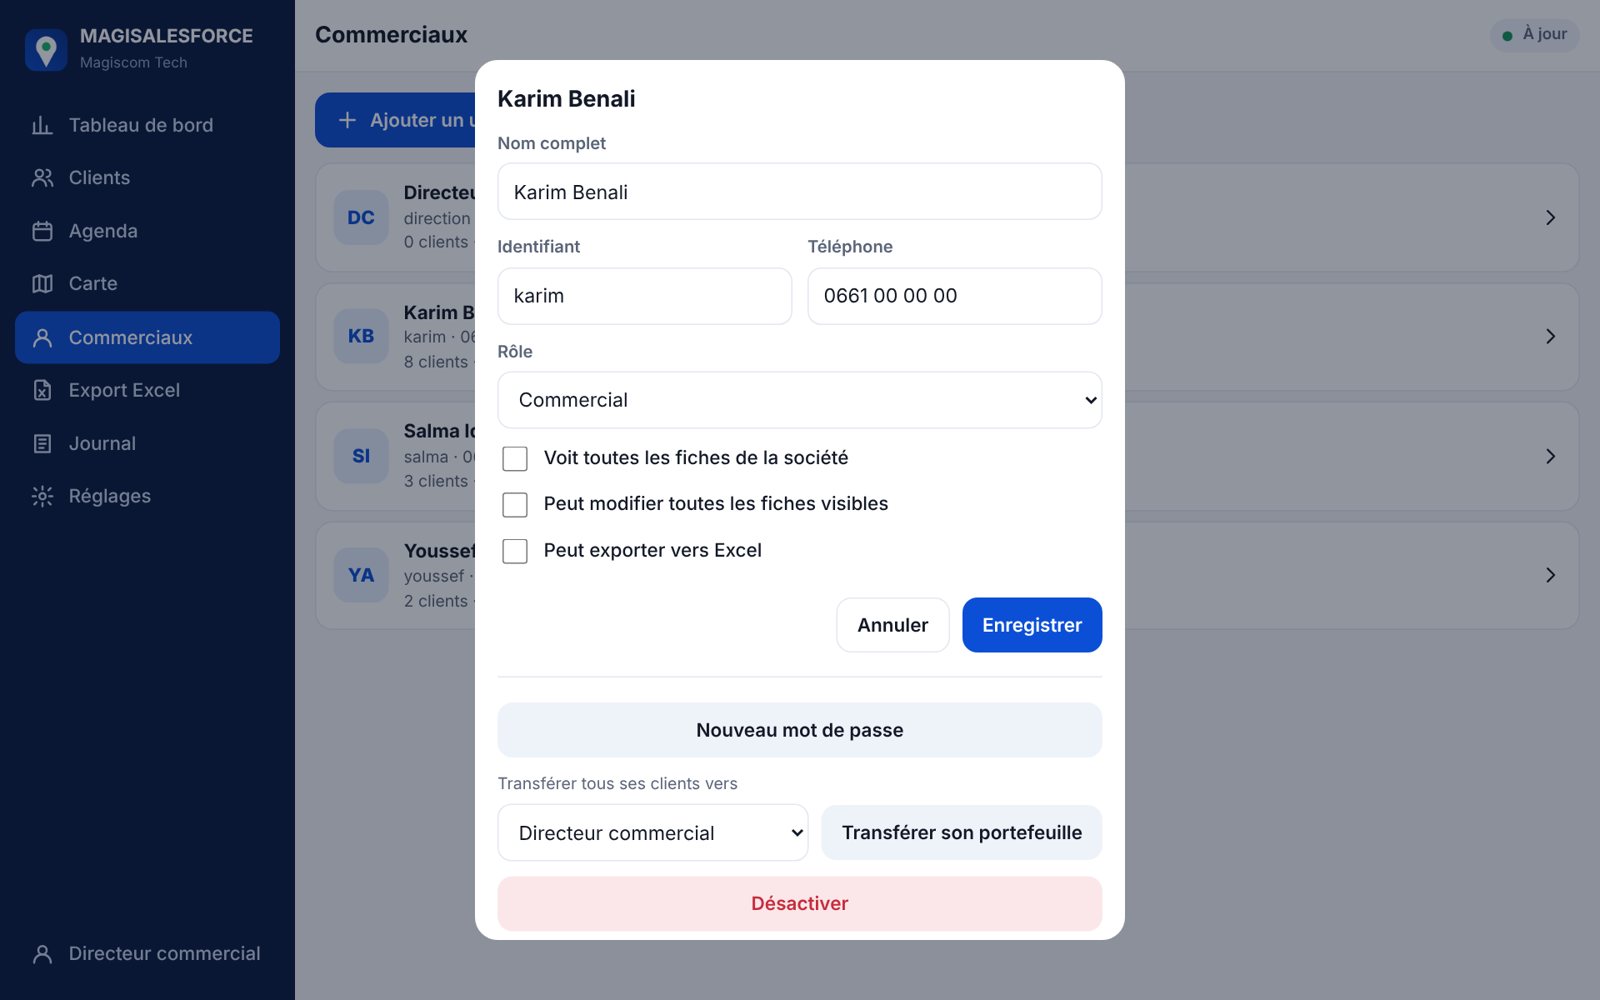 MAGISALESFORCE
Magiscom Tech
Tableau de bord
Clients
Agenda
Carte
Commerciaux
Export Excel
Journal
Réglages
Directeur commercial
Commerciaux
À jour
Ajouter un
DC
direction
0 clients
KB
Karim B
karim · 06
8 clients
SI
Salma
salma · 0
3 clients
YA
Youssef
youssef ·
2 clients
Karim Benali
Nom complet
Karim Benali
Identifiant
Téléphone
karim
0661 00 00 00
Rôle
Commercial
Voit toutes les fiches de la société
Peut modifier toutes les fiches visibles
Peut exporter vers Excel
Annuler
Enregistrer
Nouveau mot de passe
Transférer tous ses clients vers
Directeur commercial
Transférer son portefeuille
Désactiver